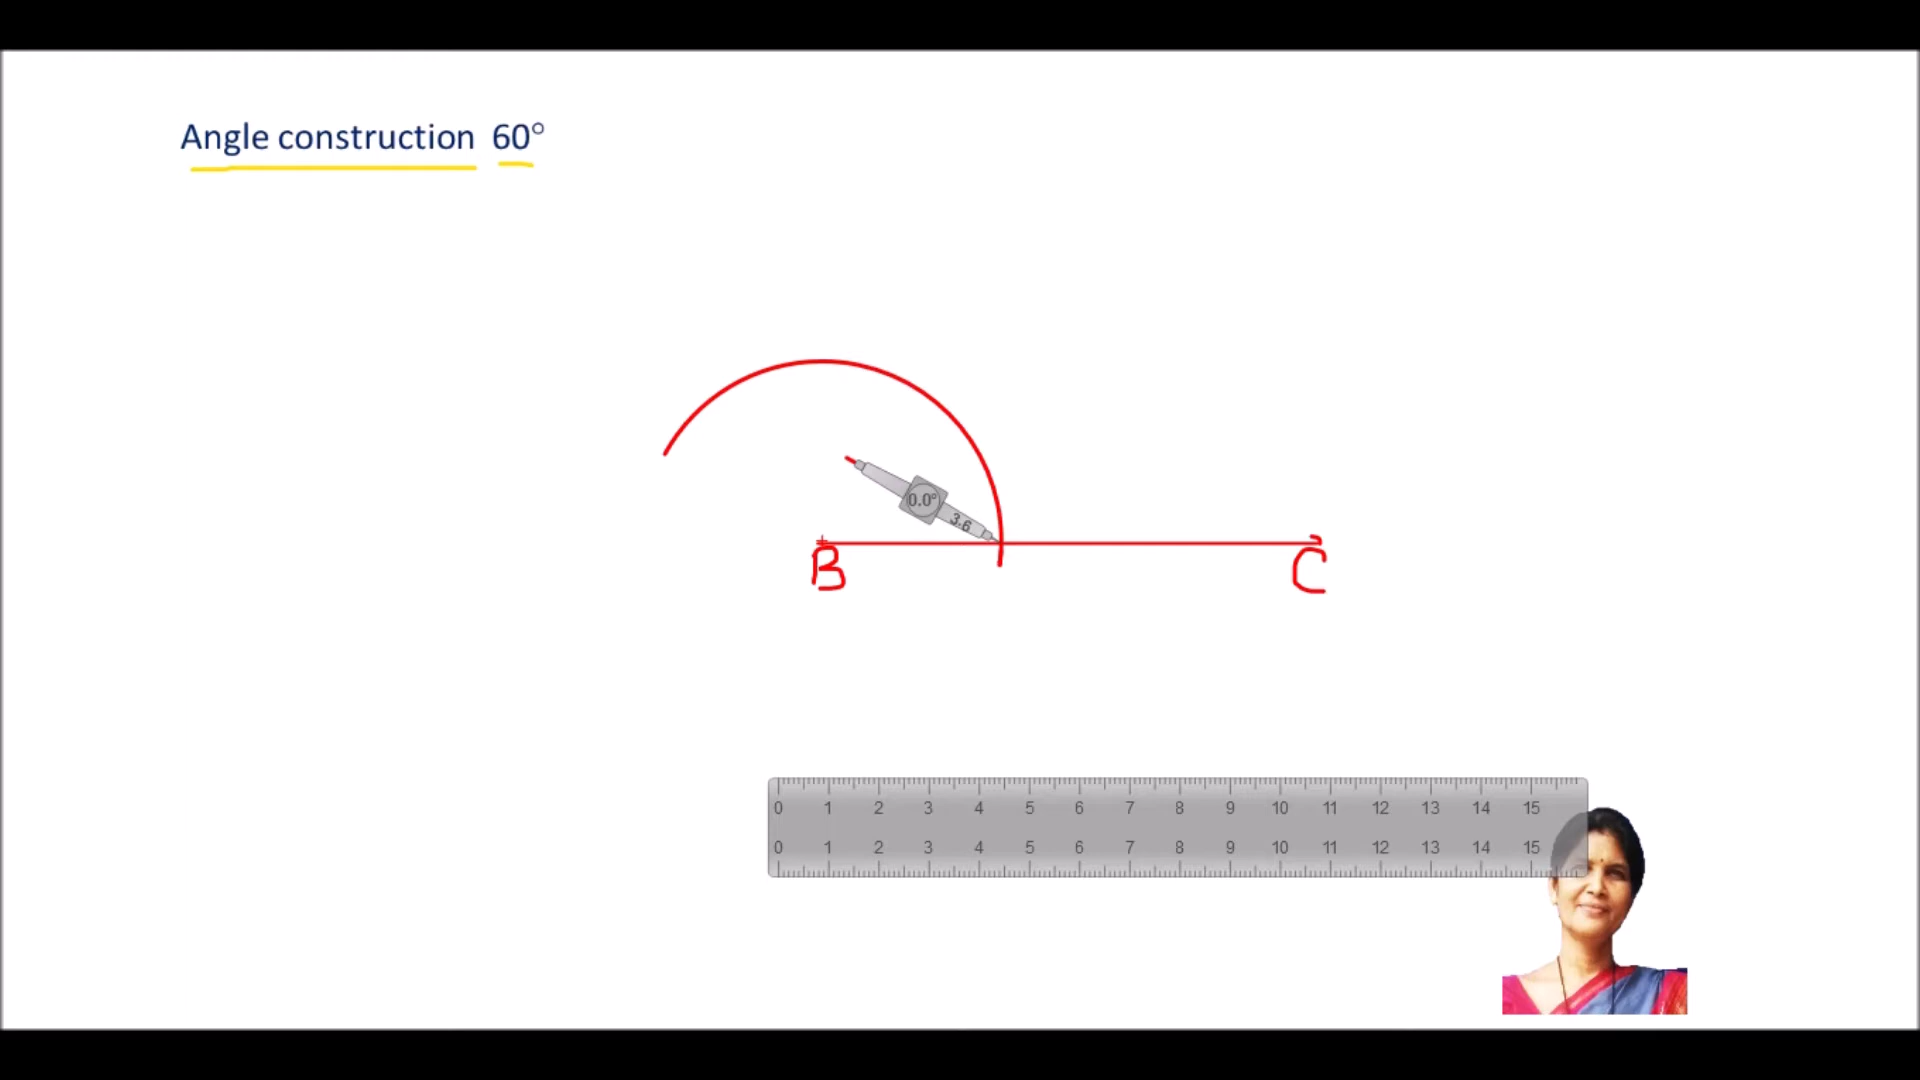 Angle construction 60°
0.0°
3.6
B
C
0 1 2 3 4 5 6 7 8 9 10 11 12 13 14 15
0 1 2 3 4 5 6 7 8 9 10 11 12 13 14 15